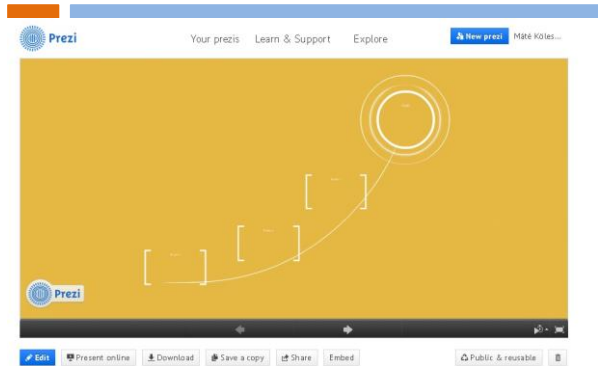 Prezi Your prezis Learn & Support Explore New prezi Máté Köles...
Prezi
Edit Present online Download Save a copy Share Embed Public & reusable